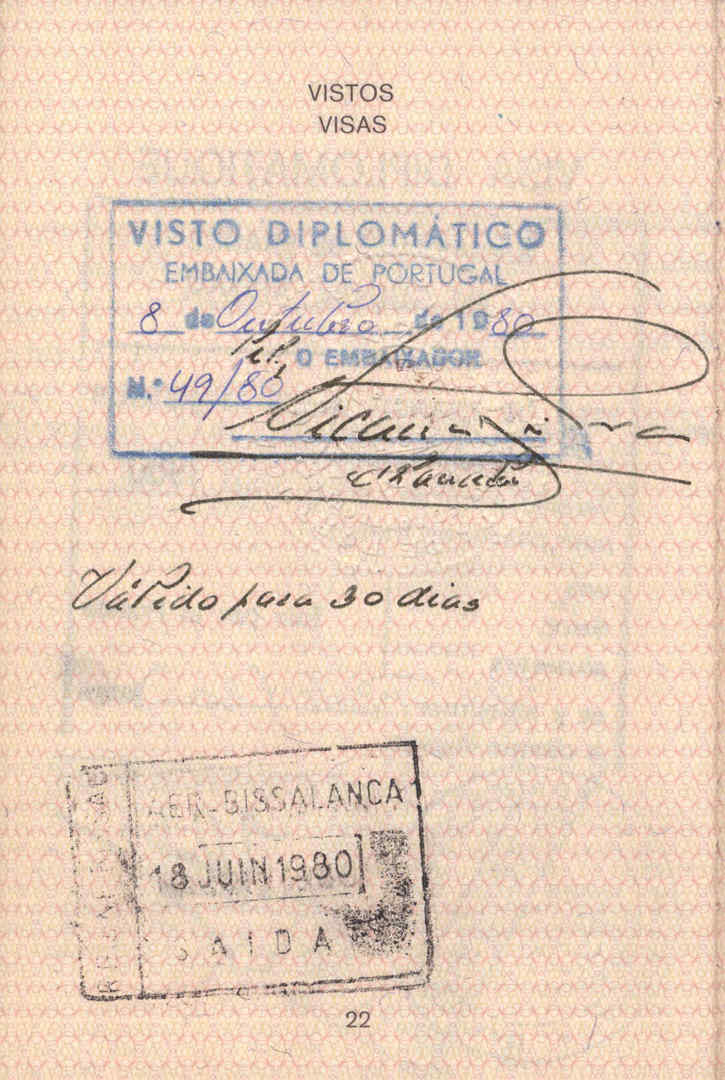 VISTOS
VISAS
VISTO DIPLOMÁTICO
EMBAIXADA DE PORTUGAL
8 de Outubro de 1980
O EMBAIXADOR
N.º 49/80
Válido para 30 dias
AER-BISSALANCA
18 JUIN 1980
SAIDA
22